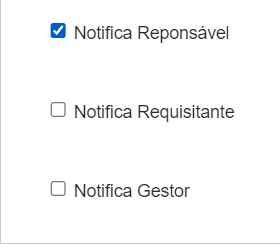 Notifica Reponsável
Notifica Requisitante
Notifica Gestor